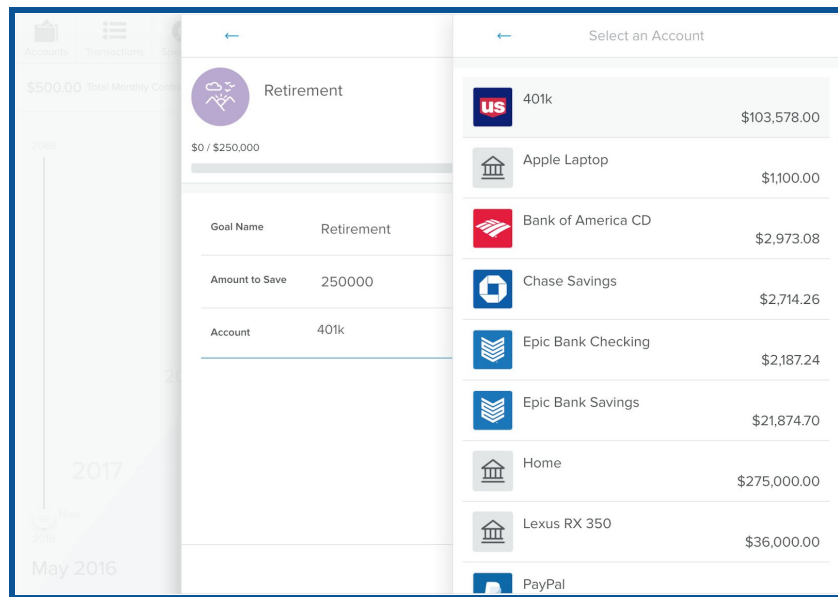 Accounts
Transactions
$500.00 Total Monthly
2017
2016
May 2016
←
Retirement
$0 / $250,000
Goal Name
Retirement
Amount to Save
250000
Account
401k
←
Select an Account
us
401k
$103,578.00
Apple Laptop
$1,100.00
Bank of America CD
$2,973.08
Chase Savings
$2,714.26
Epic Bank Checking
$2,187.24
Epic Bank Savings
$21,874.70
Home
$275,000.00
Lexus RX 350
$36,000.00
PayPal